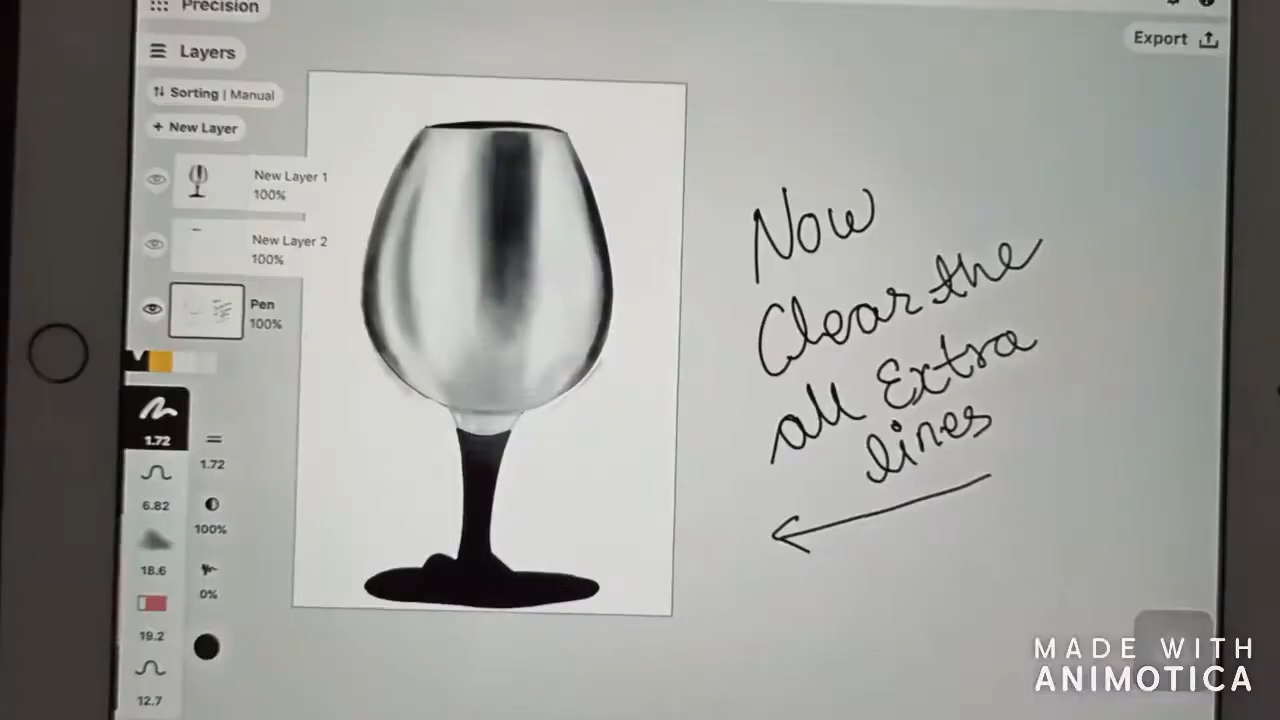 Precision
Layers
Export
Sorting | Manual
+ New Layer
New Layer 1
100%
New Layer 2
100%
Pen
100%
1.72
1.72
6.82
100%
18.6
0%
19.2
12.7
Now
Clear the
all Extra
lines
MADE WITH
ANIMOTICA